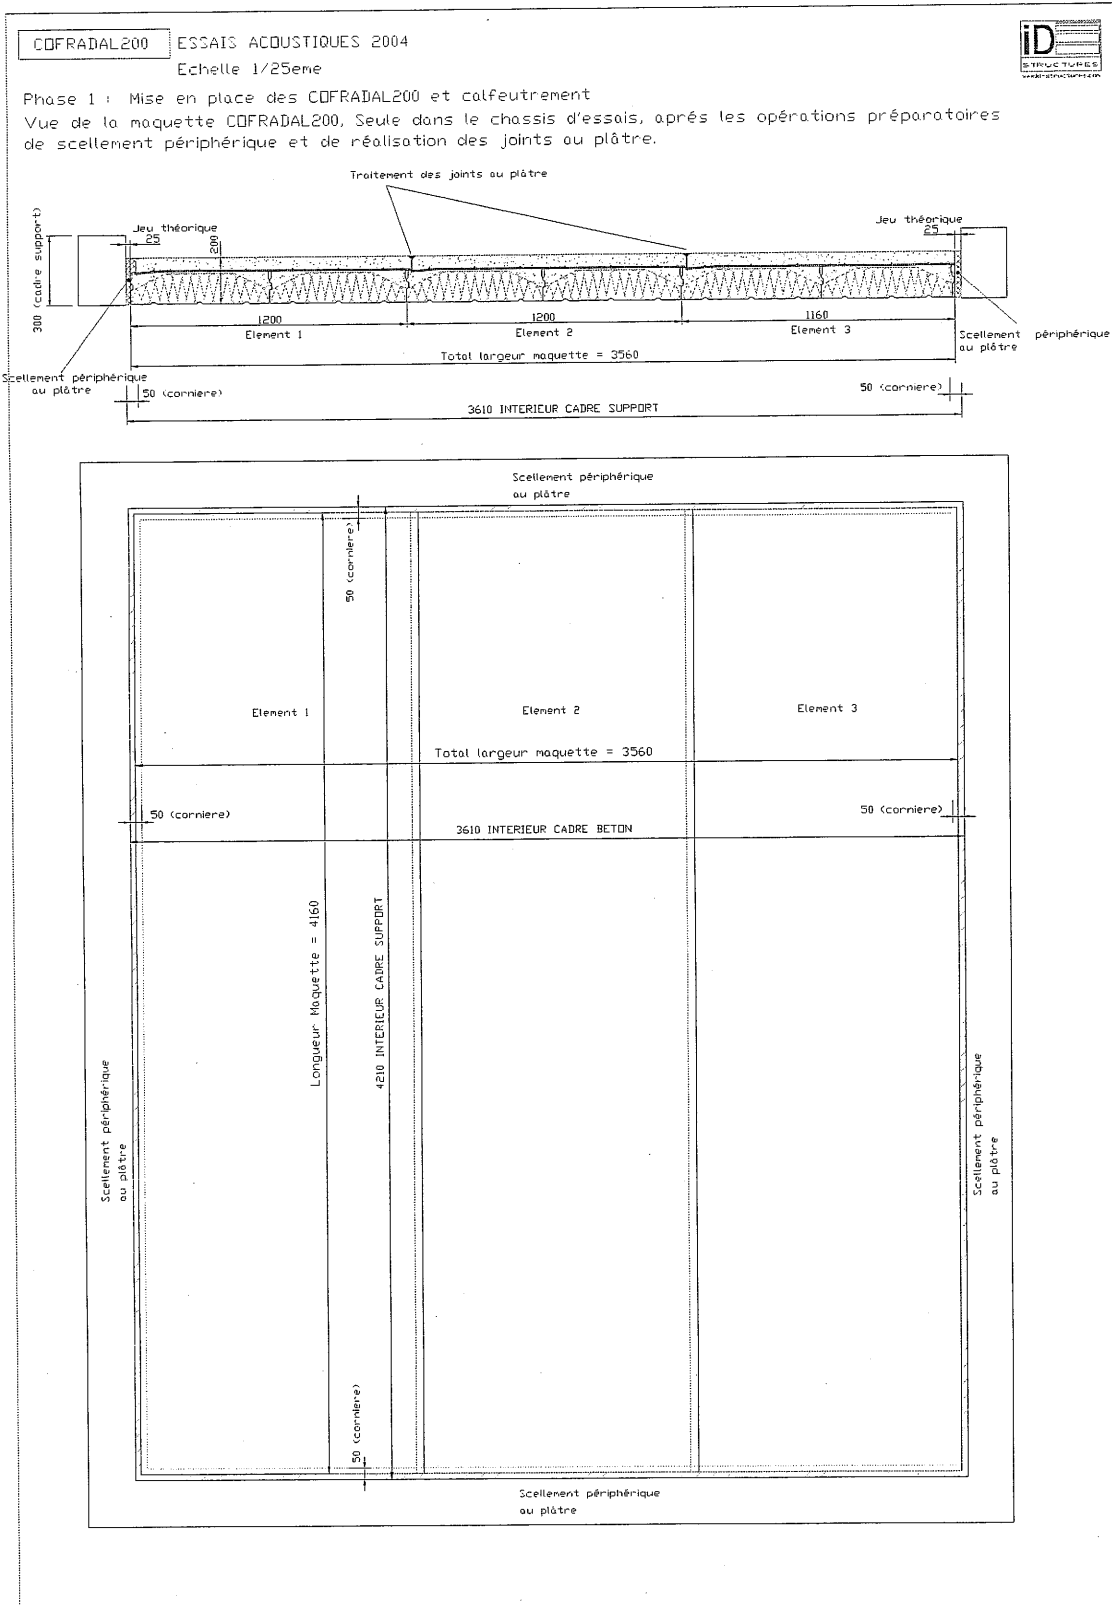 COFRADAL200
ESSAIS ACOUSTIQUES 2004
Echelle 1/25eme
iD
STRUCTURES
Phase 1 : Mise en place des COFRADAL200 et calfeutrement
Vue de la maquette COFRADAL200, Seule dans le chassis d'essais, aprés les opérations préparatoires
de scellement périphérique et de réalisation des joints au plâtre.
Traitement des joints au plâtre
300 (cadre support)
Jeu théorique
25
200
Jeu théorique
25
1200
Element 1
1200
Element 2
1160
Element 3
Total largeur maquette = 3560
Scellement périphérique
au plâtre
Scellement périphérique
au plâtre
50 (corniere)
50 (corniere)
3610 INTERIEUR CADRE SUPPORT
Scellement périphérique
au plâtre
50 (corniere)
Element 1
Element 2
Element 3
Total largeur maquette = 3560
50 (corniere)
50 (corniere)
3610 INTERIEUR CADRE BETON
Longueur Maquette = 4160
4210 INTERIEUR CADRE SUPPORT
Scellement périphérique
au plâtre
Scellement périphérique
au plâtre
50 (corniere)
Scellement périphérique
au plâtre